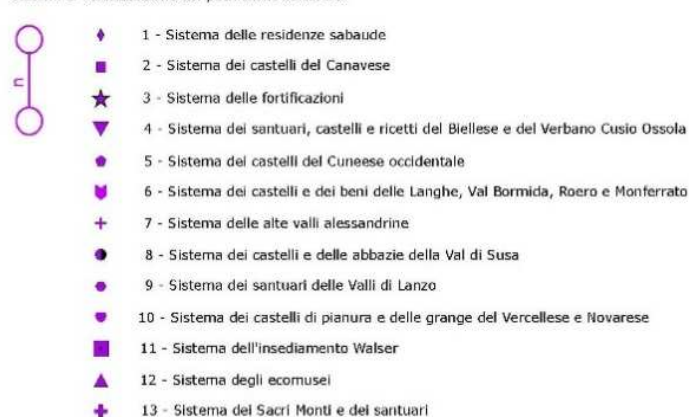 1 - Sistema delle residenze sabaude
2 - Sistema dei castelli del Canavese
3 - Sistema delle fortificazioni
4 - Sistema dei santuari, castelli e ricetti del Biellese e del Verbano Cusio Ossola
5 - Sistema dei castelli del Cuneese occidentale
6 - Sistema dei castelli e dei beni delle Langhe, Val Bormida, Roero e Monferrato
7 - Sistema delle alte valli alessandrine
8 - Sistema dei castelli e delle abbazie della Val di Susa
9 - Sistema dei santuari delle Valli di Lanzo
10 - Sistema dei castelli di pianura e delle grange del Vercellese e Novarese
11 - Sistema dell'insediamento Walser
12 - Sistema degli ecomusei
13 - Sistema dei Sacri Monti e dei santuari
n